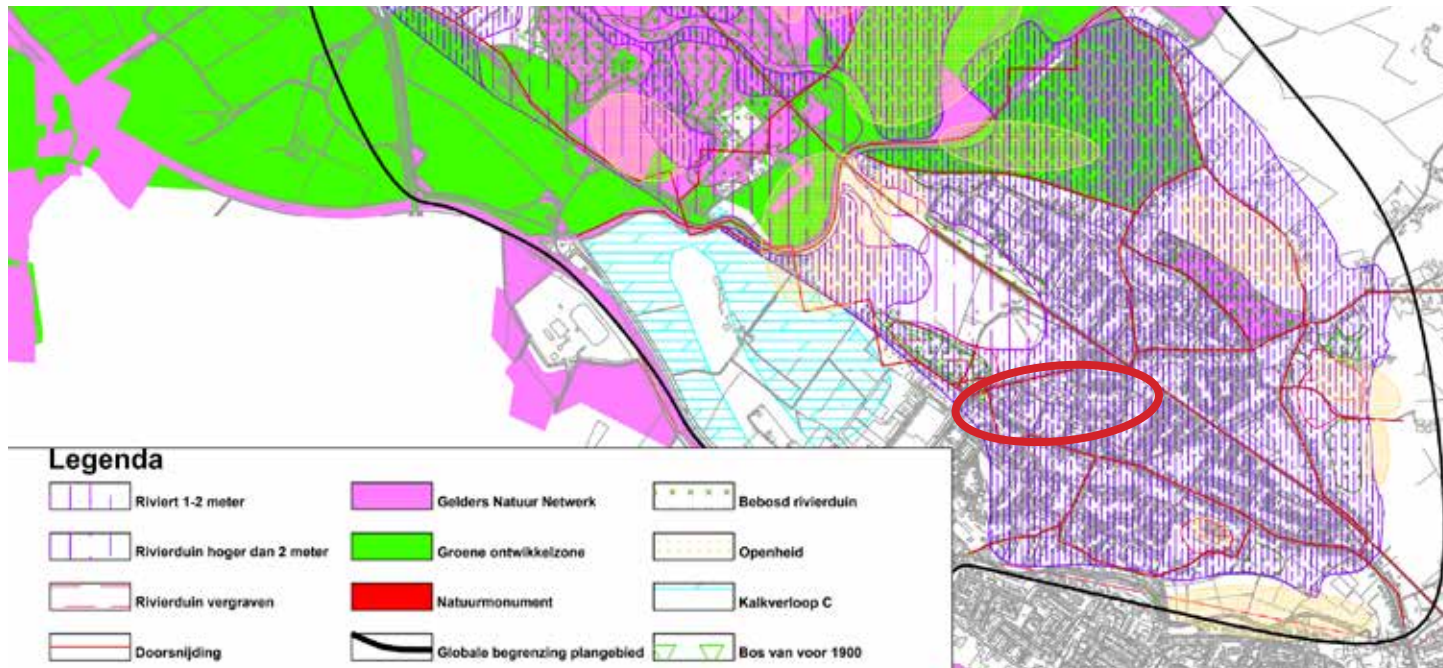 Legenda
Riviert 1-2 meter
Rivierduin hoger dan 2 meter
Rivierduin vergraven
Doorsnijding
Gelders Natuur Netwerk
Groene ontwikkelzone
Natuurmonument
Globale begrenzing plangebied
Bebosd rivierduin
Openheid
Kalkverloop C
Bos van voor 1900